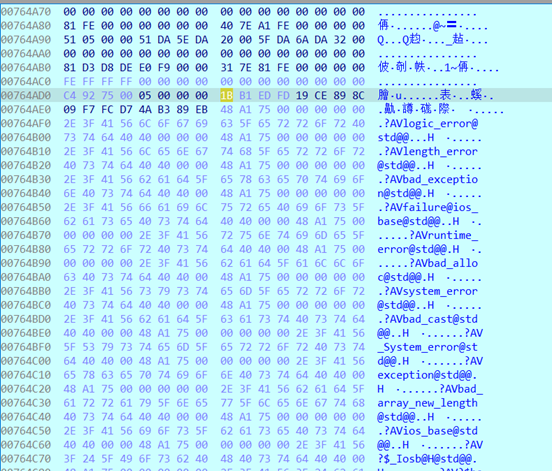 00764A70 00 00 00 00 00 00 00 00 00 00 00 00 00 00 00 00 ................
00764A80 81 FE 00 00 00 00 00 00 40 7E A1 FE 00 00 00 00 ......@~〓....
00764A90 51 05 00 00 51 DA 5E DA 20 00 5F DA 6A DA 32 00
00764AA0 00 00 00 00 00 00 00 00 00 00 00 00 00 00 00 00 ................
00764AB0 81 D3 D8 DE E0 F9 00 00 31 7E 81 FE 00 00 00 00
00764AC0 FE FF FF FF 00 00 00 00 00 00 00 00 00 00 00 00
00764AD0 C4 92 75 00 05 00 00 00 1B B1 ED FD 19 CE 89 8C
00764AE0 09 F7 FC D7 4A B3 89 EB 48 A1 75 00 00 00 00 00
00764AF0 2E 3F 41 56 6C 6F 67 69 63 5F 65 72 72 6F 72 40 .?AVlogic_error@
00764B00 73 74 64 40 40 00 00 00 48 A1 75 00 00 00 00 00 std@@...H .....
00764B10 2E 3F 41 56 6C 65 6E 67 74 68 5F 65 72 72 6F 72 .?AVlength_error
00764B20 40 73 74 64 40 40 00 00 48 A1 75 00 00 00 00 00 @std@@..H ·.....
00764B30 2E 3F 41 56 62 61 64 5F 65 78 63 65 70 74 69 6F .?AVbad_exceptio
00764B40 6E 40 73 74 64 40 40 00 48 A1 75 00 00 00 00 00 n@std@@.H ·.....
00764B50 2E 3F 41 56 66 61 69 6C 75 72 65 40 69 6F 73 5F .?AVfailure@ios_
00764B60 62 61 73 65 40 73 74 64 40 40 00 00 48 A1 75 00 base@std@@..H ·.
00764B70 00 00 00 00 2E 3F 41 56 72 75 6E 74 69 6D 65 5F .....?AVruntime_
00764B80 65 72 72 6F 72 40 73 74 64 40 40 00 48 A1 75 00 error@std@@.H ·.
00764B90 00 00 00 00 2E 3F 41 56 62 61 64 5F 61 6C 6C 6F .....?AVbad_allo
00764BA0 63 40 73 74 64 40 40 00 48 A1 75 00 00 00 00 00 c@std@@.H ·.....
00764BB0 2E 3F 41 56 73 79 73 74 65 6D 5F 65 72 72 6F 72 .?AVsystem_error
00764BC0 40 73 74 64 40 40 00 00 48 A1 75 00 00 00 00 00 @std@@..H ·.....
00764BD0 2E 3F 41 56 62 61 64 5F 63 61 73 74 40 73 74 64 .?AVbad_cast@std
00764BE0 40 40 00 00 48 A1 75 00 00 00 00 00 2E 3F 41 56 @@..H ·......?AV
00764BF0 5F 53 79 73 74 65 6D 5F 65 72 72 6F 72 40 73 74 _System_error@st
00764C00 64 40 40 00 48 A1 75 00 00 00 00 00 2E 3F 41 56 d@@.H ·......?AV
00764C10 65 78 63 65 70 74 69 6F 6E 40 73 74 64 40 40 00 exception@std@@.
00764C20 48 A1 75 00 00 00 00 00 2E 3F 41 56 62 61 64 5F H ·......?AVbad_
00764C30 61 72 72 61 79 5F 6E 65 77 5F 6C 65 6E 67 74 68 array_new_length
00764C40 40 73 74 64 40 40 00 00 48 A1 75 00 00 00 00 00 @std@@..H ·.....
00764C50 2E 3F 41 56 69 6F 73 5F 62 61 73 65 40 73 74 64 .?AVios_base@std
00764C60 40 40 00 00 48 A1 75 00 00 00 00 00 2E 3F 41 56 @@..H ·......?AV
00764C70 3F 24 5F 49 6F 73 62 40 48 40 73 74 64 40 40 00 ?$_Iosb@H@std@@.